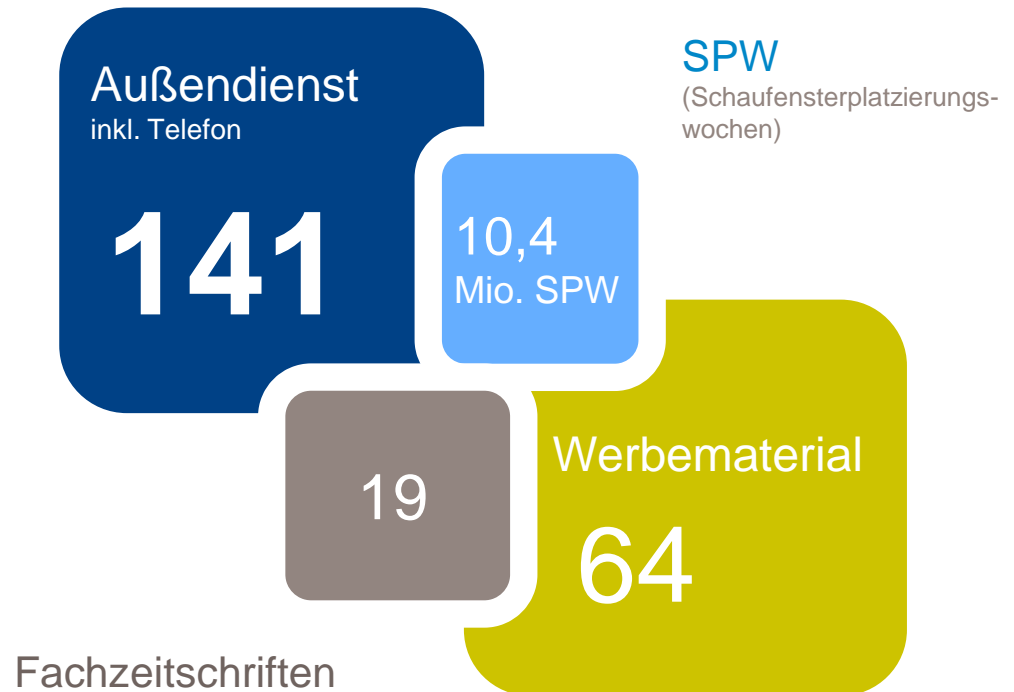 Außendienst
inkl. Telefon
141
SPW
(Schaufensterplatzierungs-
wochen)
10,4
Mio. SPW
19
Werbematerial
64
Fachzeitschriften